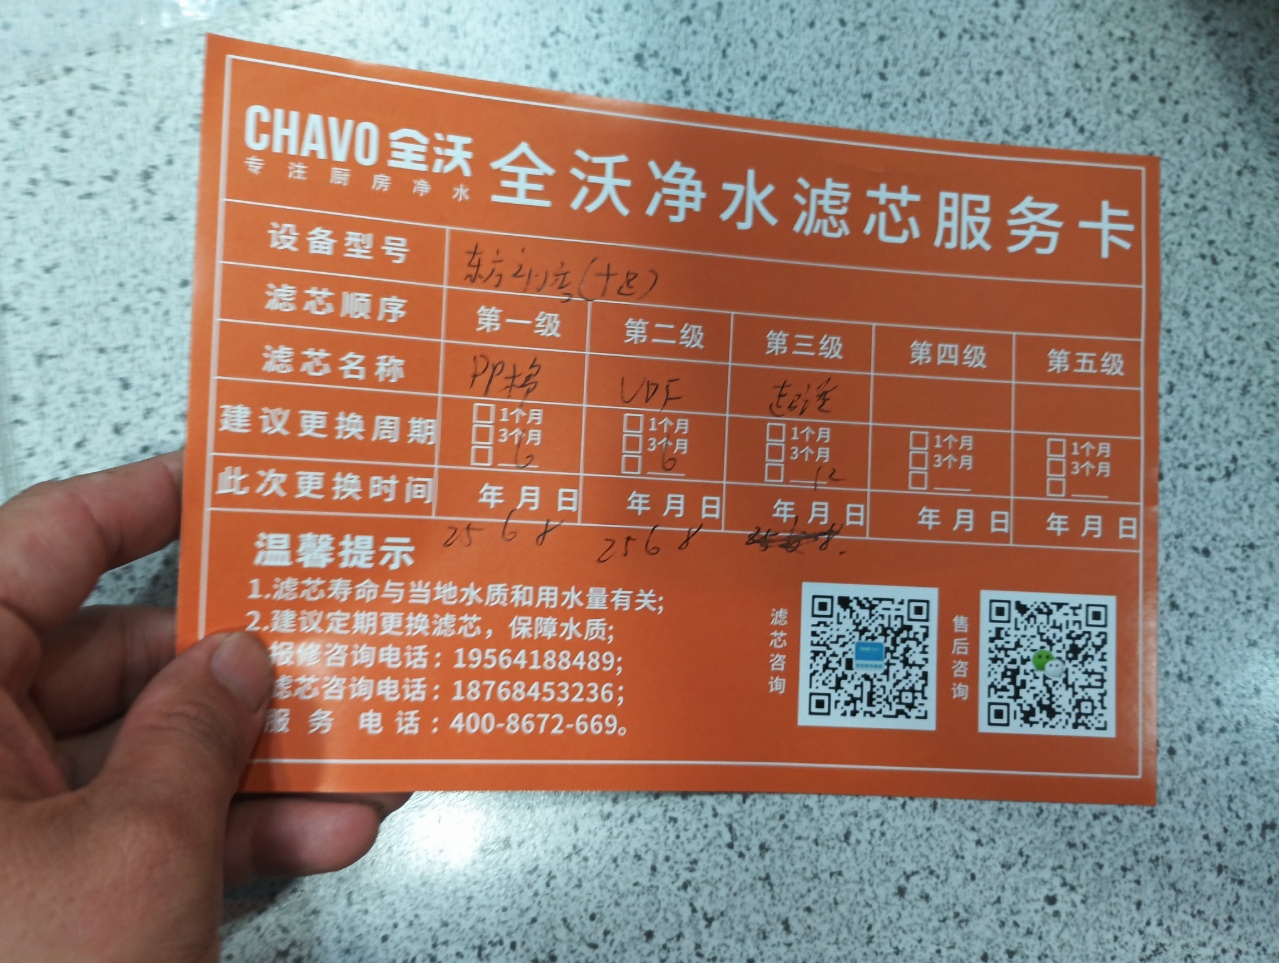 CHAVO 全沃
专注厨房净水
全沃净水滤芯服务卡
设备型号
滤芯顺序 第一级 第二级 第三级 第四级 第五级
滤芯名称 PP棉 UDF
建议更换周期 □1个月 □1个月 □1个月 □1个月 □1个月
□3个月 □3个月 □3个月 □3个月 □3个月
□ 6 □ 6 □ 12 □ __ □ __
此次更换时间 年 月 日 年 月 日 年 月 日 年 月 日 年 月 日
25 6 8 25 6 8
温馨提示
1.滤芯寿命与当地水质和用水量有关;
2.建议定期更换滤芯，保障水质;
报修咨询电话：19564188489;
滤芯咨询电话：18768453236;
服务 电话：400-8672-669。
滤芯咨询
售后咨询